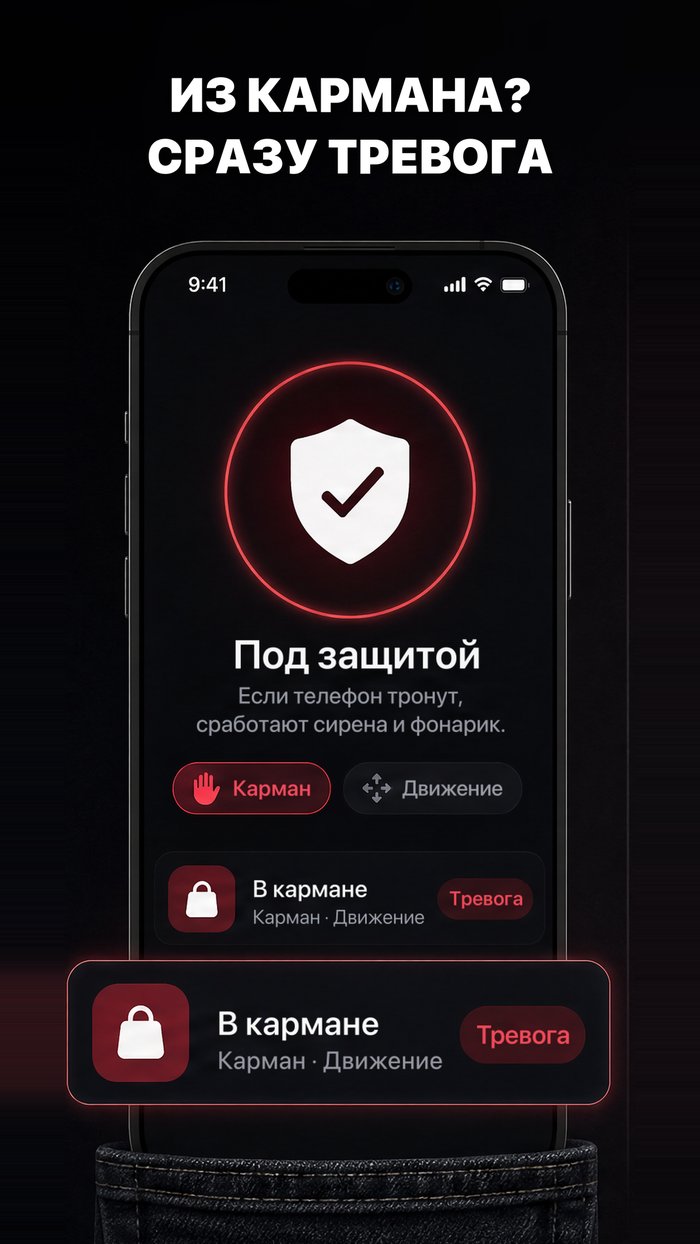 ИЗ КАРМАНА?
СРАЗУ ТРЕВОГА
9:41
Под защитой
Если телефон тронут,
сработают сирена и фонарик.
Карман
Движение
В кармане
Тревога
Карман · Движение
В кармане
Тревога
Карман · Движение